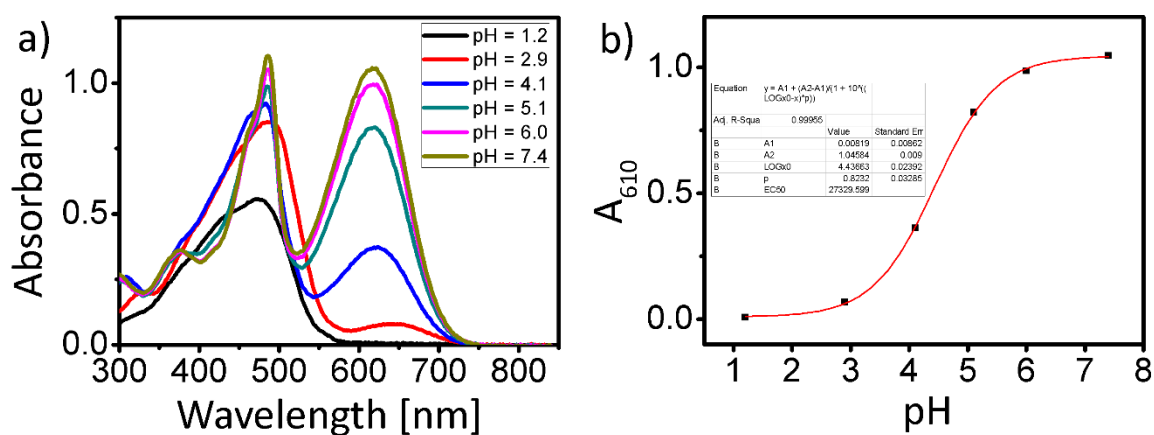 a)
Absorbance
1.0
0.5
0.0
300 400 500 600 700 800
Wavelength [nm]
pH = 1.2
pH = 2.9
pH = 4.1
pH = 5.1
pH = 6.0
pH = 7.4
b)
A610
1.0
0.5
0.0
1 2 3 4 5 6 7 8
pH
Equation y = A1 + (A2-A1)/(1 + 10^((
LOGx0-x)*p))
Adj. R-Squa 0.99955
Value Standard Err
B A1 0.00819 0.00862
B A2 1.04584 0.009
B LOGx0 4.43663 0.02392
B p 0.8232 0.03285
B EC50 27329.599